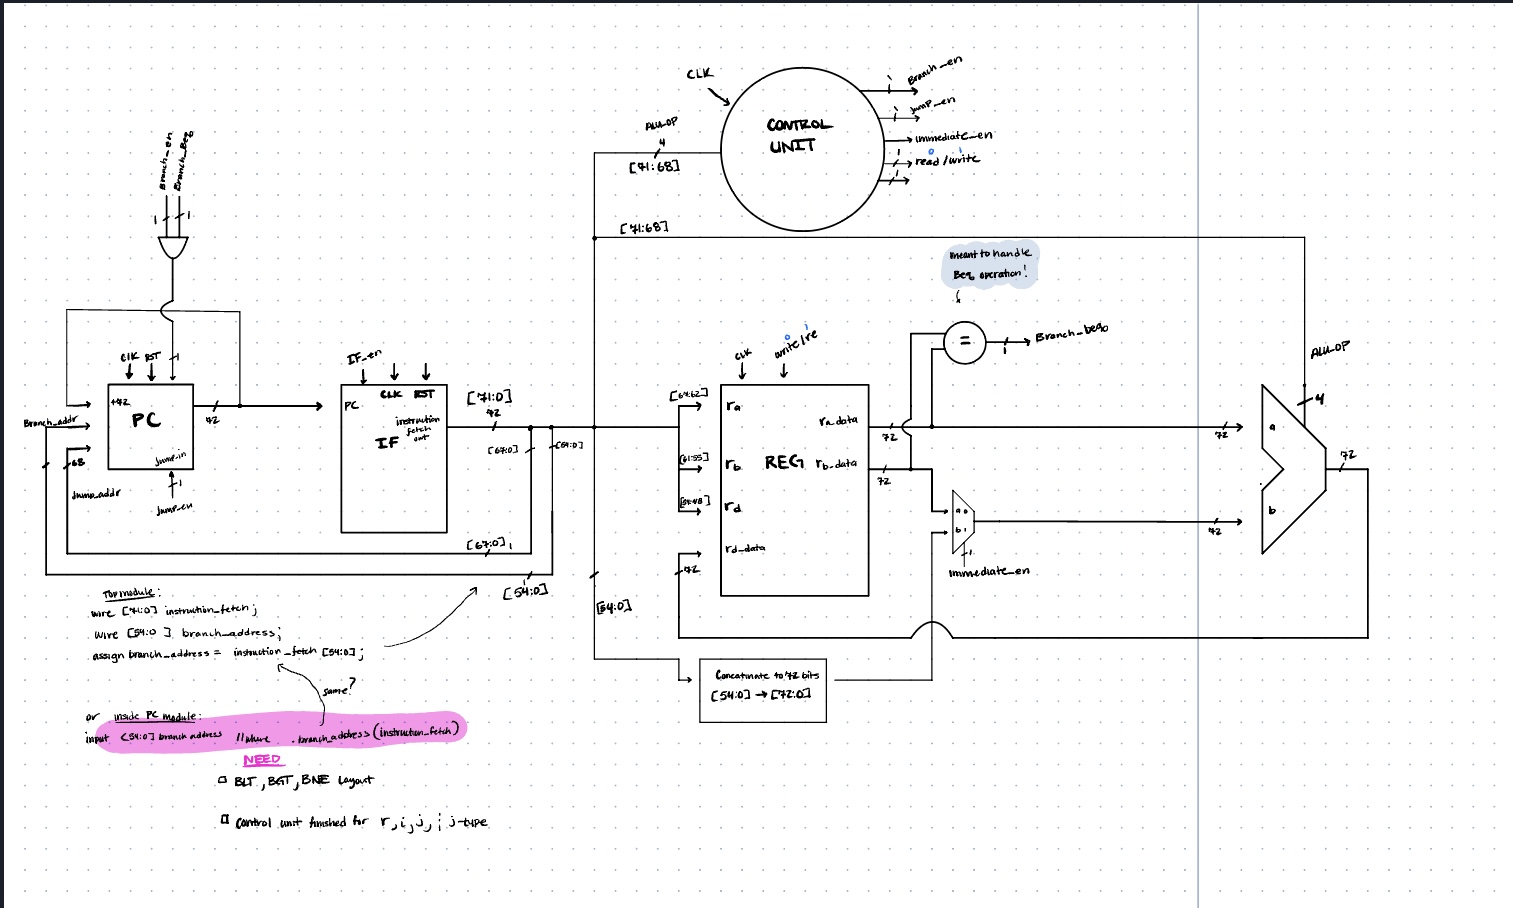 CLK
Branch_en
Jump_en
immediate_en
0 1
read/write
CONTROL
UNIT
ALU_OP
4
[71:68]
[71:68]
Branch_en
Branch_Beq
1
1
meant to handle
Beq operation!
=
Branch_beq
1
ALU_OP
4
CLK RST
1
+72
PC
Jump_in
1
Jump_en
Branch_addr
68
Jump_addr
72
IF_en
CLK RST
PC
instruction
fetch
out
IF
[71:0]
72
[67:0]
[54:0]
[67:0]
[54:0]
CLK
0 1
write/re
ra
rb
rd
rd_data
REG
ra_data
rb_data
[61:55]
72
72
72
a 0
b 1
1
immediate_en
72
72
a
b
72
[54:0]
Concatinate to 72 bits
[54:0] → [72:0]
Top module:
wire [71:0] instruction_fetch;
wire [54:0] branch_address;
assign branch_address = instruction_fetch [54:0];
same?
or inside PC module:
input [54:0] branch address //where .branch_address(instruction_fetch)
NEED
BLT, BGT, BNE Layout
Control unit finished for r, i, j, j j-type